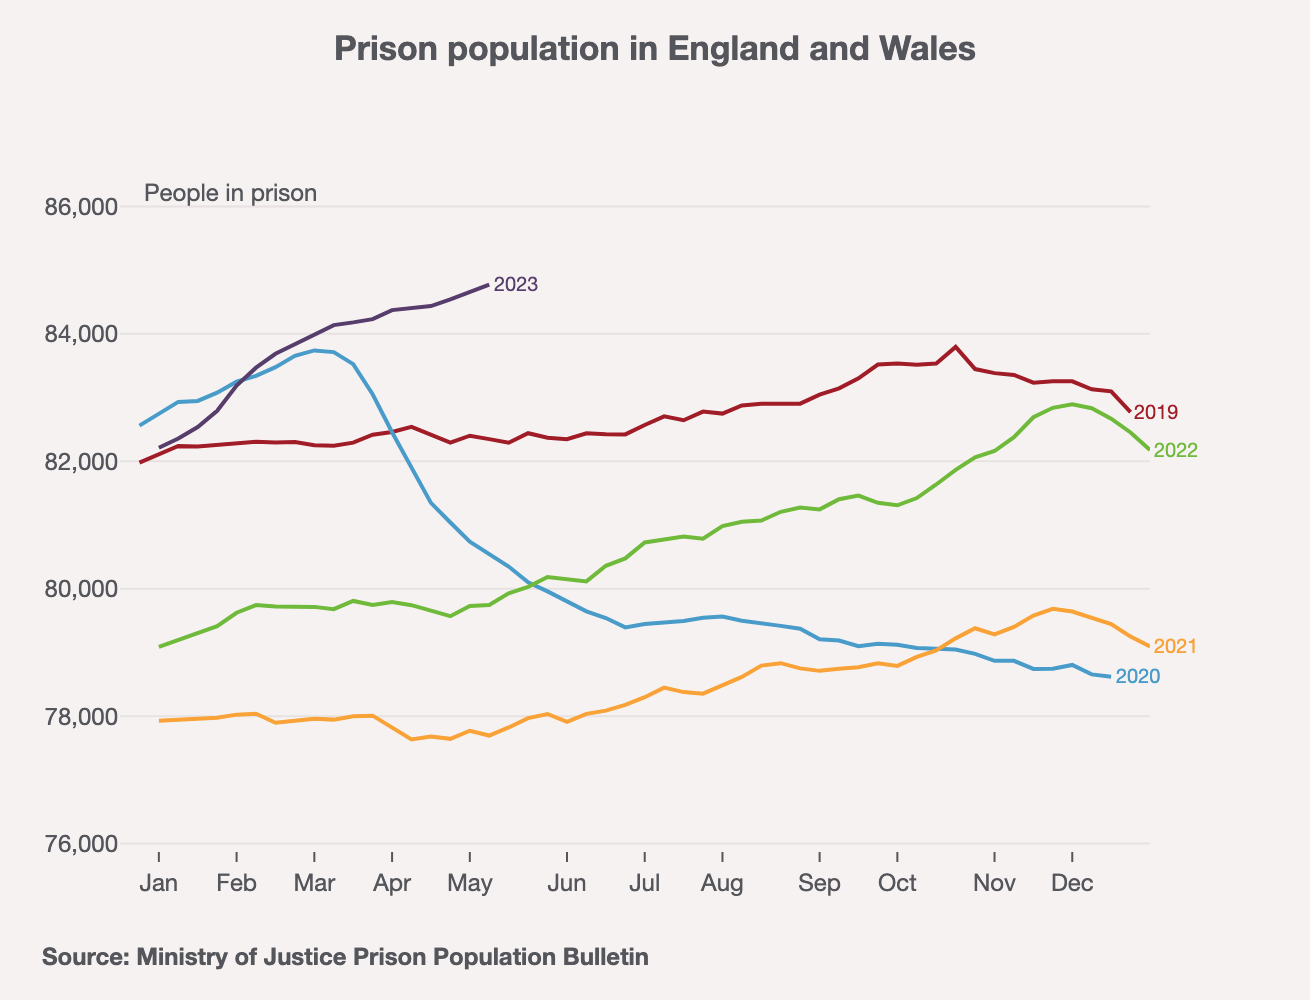 Prison population in England and Wales
People in prison
86,000
2023
84,000
2019
2022
82,000
80,000
2021
2020
78,000
76,000
Jan Feb Mar Apr May Jun Jul Aug Sep Oct Nov Dec
Source: Ministry of Justice Prison Population Bulletin